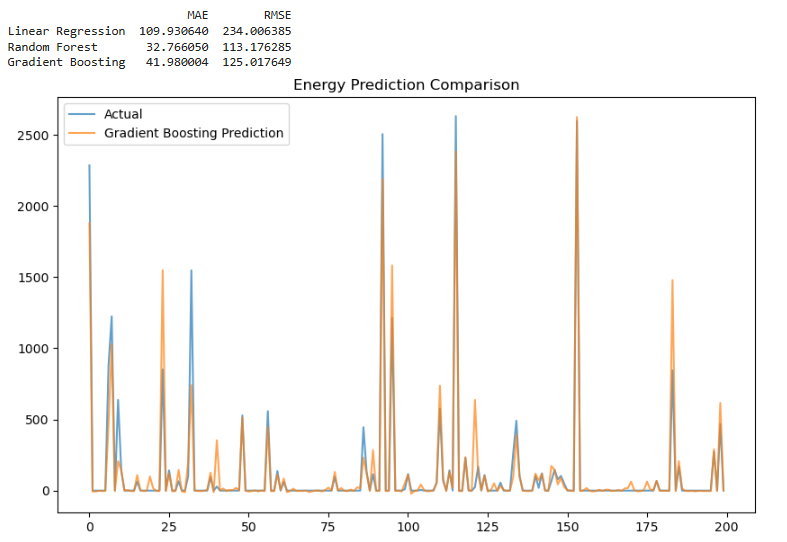 MAE RMSE
Linear Regression 109.930640 234.006385
Random Forest 32.766050 113.176285
Gradient Boosting 41.980004 125.017649
Energy Prediction Comparison
Actual
Gradient Boosting Prediction
2500
2000
1500
1000
500
0
0 25 50 75 100 125 150 175 200